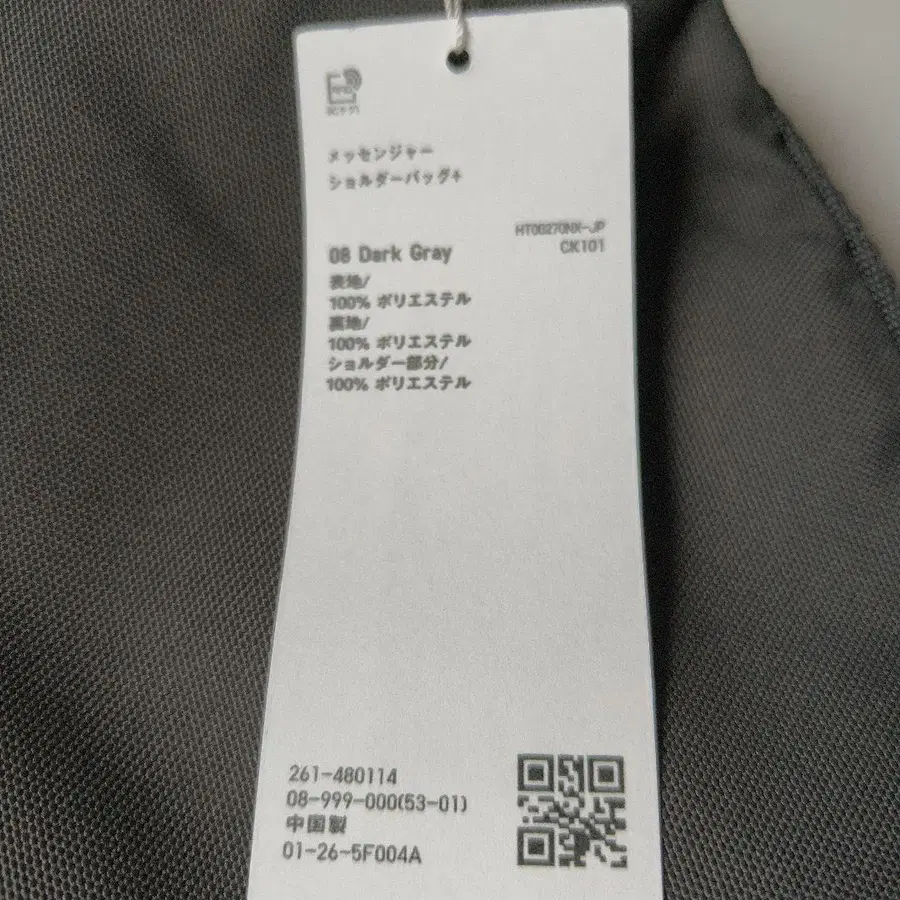 RFID
メッセンジャー
ショルダーバッグ+
HT00270NX-JP
CK101
08 Dark Gray
表地/
100% ポリエステル
裏地/
100% ポリエステル
ショルダー部分/
100% ポリエステル
261-480114
08-999-000(53-01)
中国製
01-26-5F004A